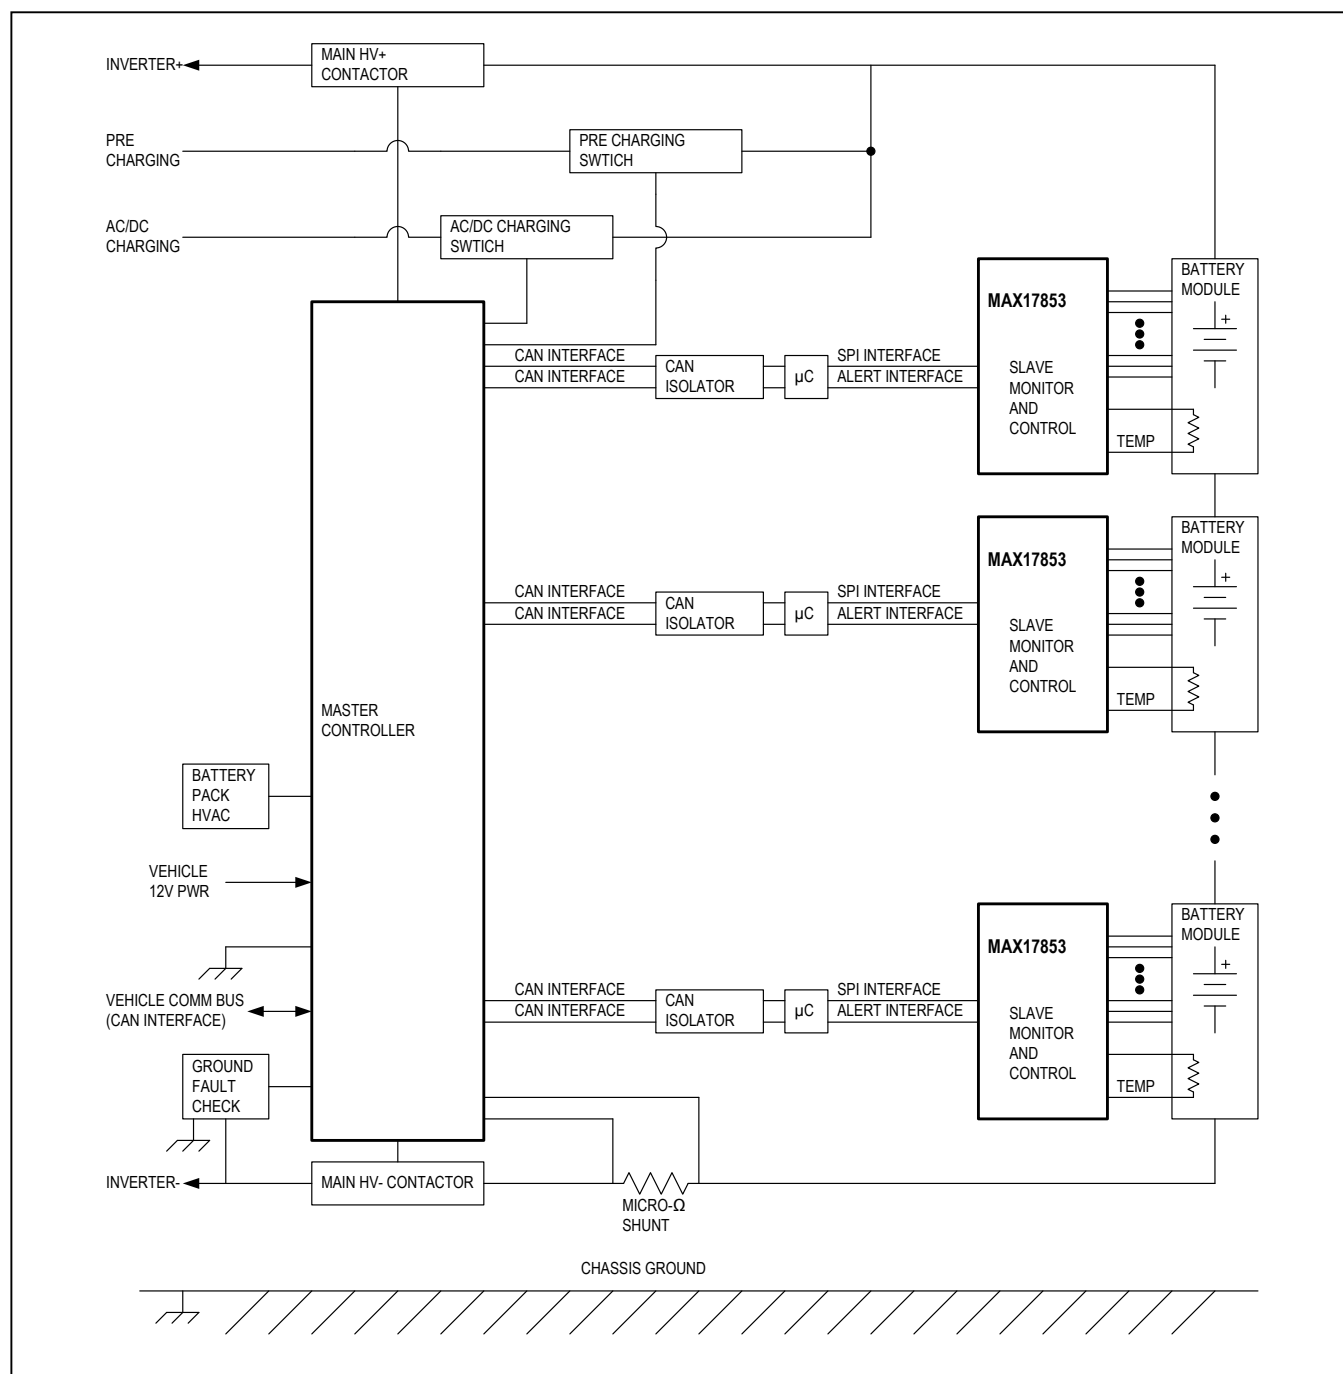 MAIN HV+
CONTACTOR
INVERTER+
PRE
CHARGING
PRE CHARGING
SWTICH
AC/DC
CHARGING
AC/DC CHARGING
SWTICH
MAX17853
SLAVE
MONITOR
AND
CONTROL
BATTERY
MODULE
+
TEMP
CAN INTERFACE
CAN INTERFACE
CAN
ISOLATOR
µC
SPI INTERFACE
ALERT INTERFACE
MAX17853
SLAVE
MONITOR
AND
CONTROL
BATTERY
MODULE
+
TEMP
CAN INTERFACE
CAN INTERFACE
CAN
ISOLATOR
µC
SPI INTERFACE
ALERT INTERFACE
MASTER
CONTROLLER
BATTERY
PACK
HVAC
VEHICLE
12V PWR
VEHICLE COMM BUS
(CAN INTERFACE)
GROUND
FAULT
CHECK
MAX17853
SLAVE
MONITOR
AND
CONTROL
BATTERY
MODULE
+
TEMP
CAN INTERFACE
CAN INTERFACE
CAN
ISOLATOR
µC
SPI INTERFACE
ALERT INTERFACE
INVERTER-
MAIN HV- CONTACTOR
MICRO-Ω
SHUNT
CHASSIS GROUND